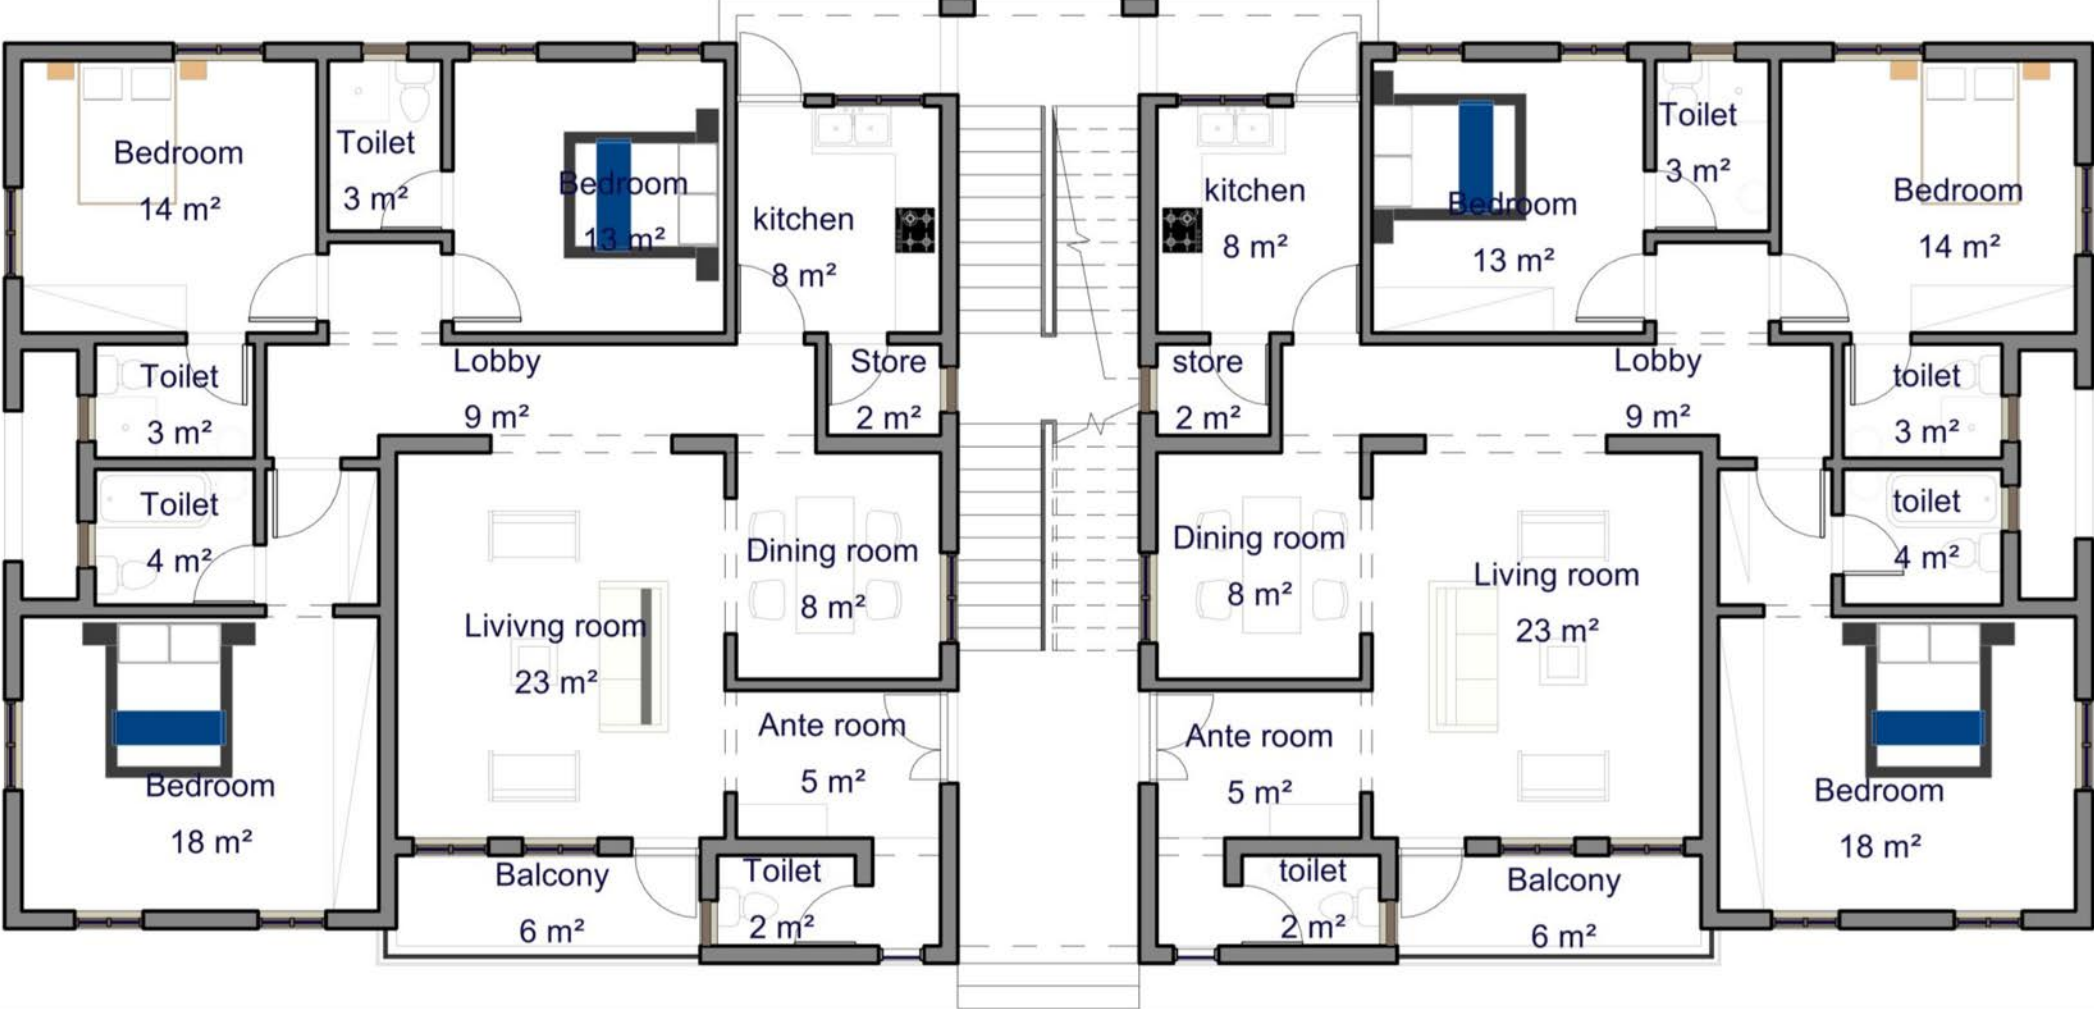 Bedroom
14 m²
Toilet
3 m²
Bedroom
13 m²
kitchen
8 m²
Toilet
3 m²
Lobby
9 m²
Store
2 m²
Toilet
4 m²
Livivng room
23 m²
Dining room
8 m²
Bedroom
18 m²
Ante room
5 m²
Balcony
6 m²
Toilet
2 m²
kitchen
8 m²
Bedroom
13 m²
Toilet
3 m²
Bedroom
14 m²
store
2 m²
Lobby
9 m²
toilet
3 m²
Dining room
8 m²
Living room
23 m²
toilet
4 m²
Ante room
5 m²
Bedroom
18 m²
toilet
2 m²
Balcony
6 m²